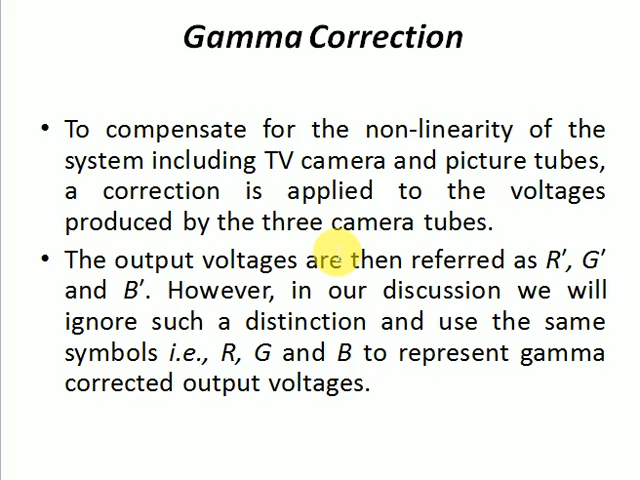 Gamma Correction
• To compensate for the non-linearity of the
system including TV camera and picture tubes,
a correction is applied to the voltages
produced by the three camera tubes.
• The output voltages are then referred as R′, G′
and B′. However, in our discussion we will
ignore such a distinction and use the same
symbols i.e., R, G and B to represent gamma
corrected output voltages.